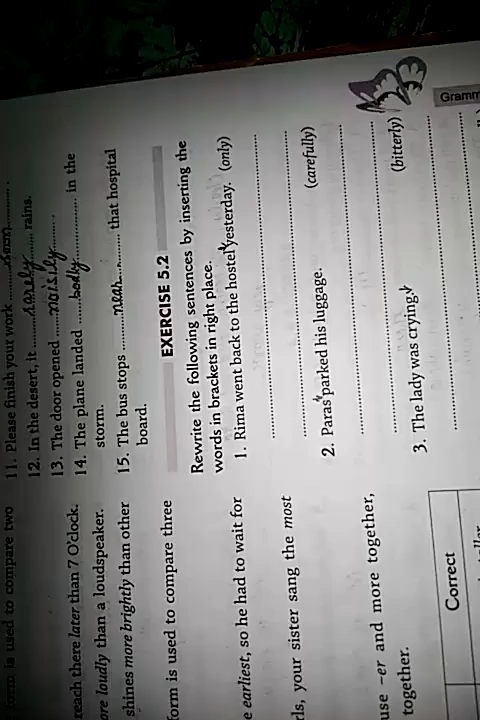 form is used to compare two
reach there later than 7 O'clock.
ore loudly than a loudspeaker.
shines more brightly than other
form is used to compare three
e earliest, so he had to wait for
rls, your sister sang the most
use –er and more together,
together.
Correct
11. Please finish your work ........ soon ........ .
12. In the desert, it ........ rarely ........ rains.
13. The door opened ........ noisily ........ .
14. The plane landed ........ badly ........ in the
storm.
15. The bus stops ........ near ........ that hospital
board.
EXERCISE 5.2
Rewrite the following sentences by inserting the
words in brackets in right place.
1. Rima went back to the hostel yesterday. (only)
2. Paras parked his luggage. (carefully)
3. The lady was crying. (bitterly)
Gramm